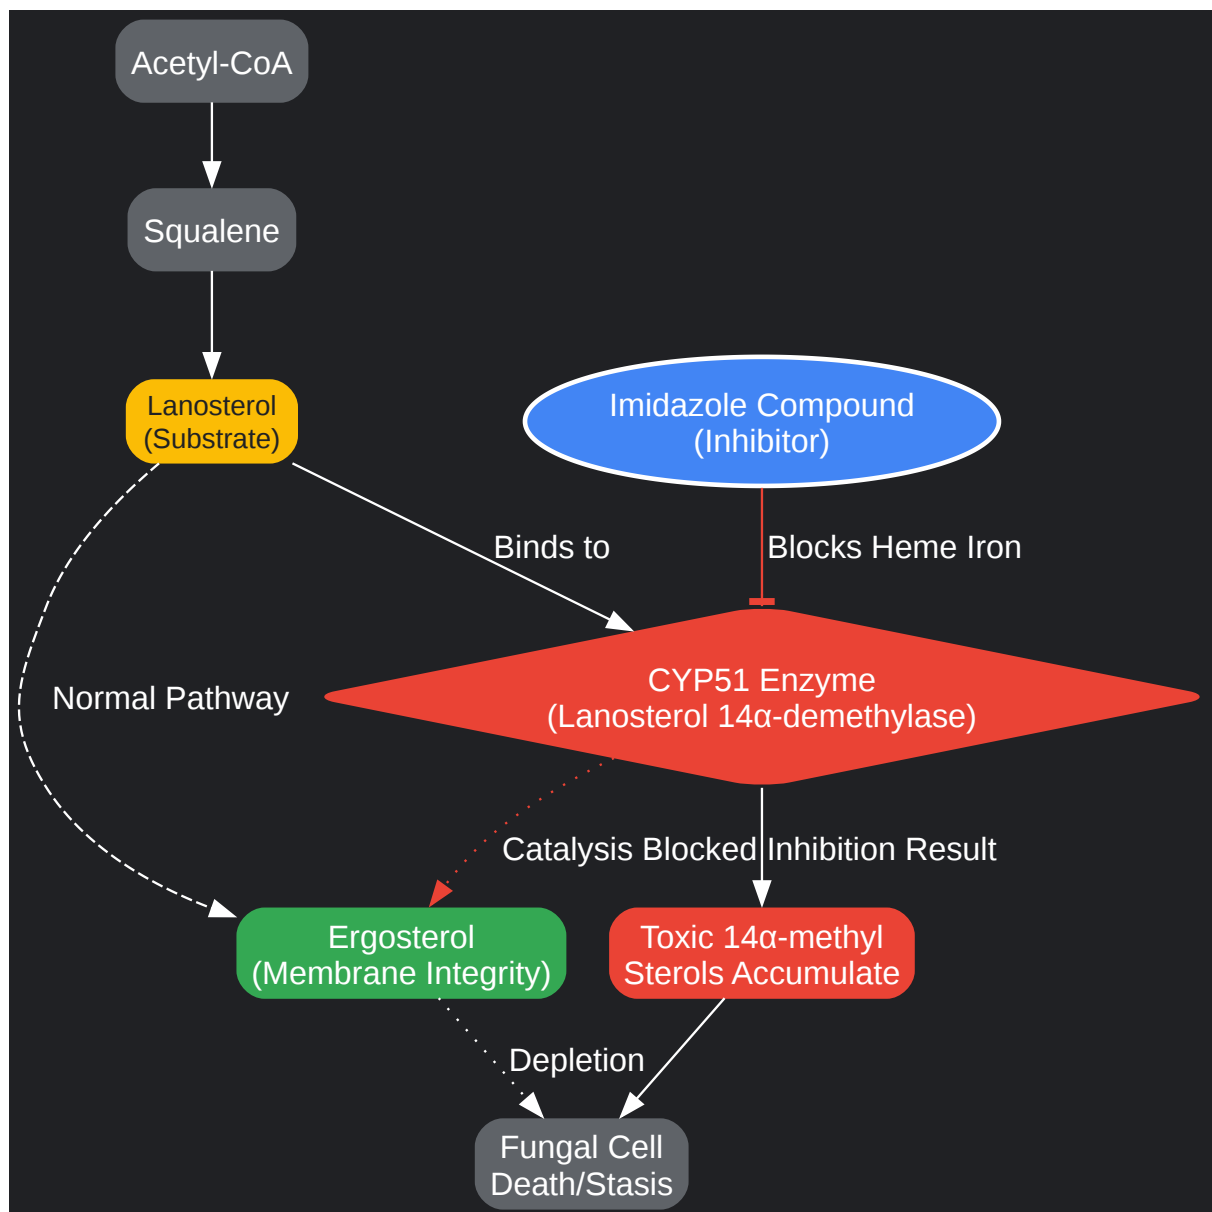 Acetyl-CoA
Squalene
Lanosterol
(Substrate)
Imidazole Compound
(Inhibitor)
Binds to
Blocks Heme Iron
Normal Pathway
CYP51 Enzyme
(Lanosterol 14α-demethylase)
Catalysis Blocked
Inhibition Result
Ergosterol
(Membrane Integrity)
Toxic 14α-methyl
Sterols Accumulate
Depletion
Fungal Cell
Death/Stasis